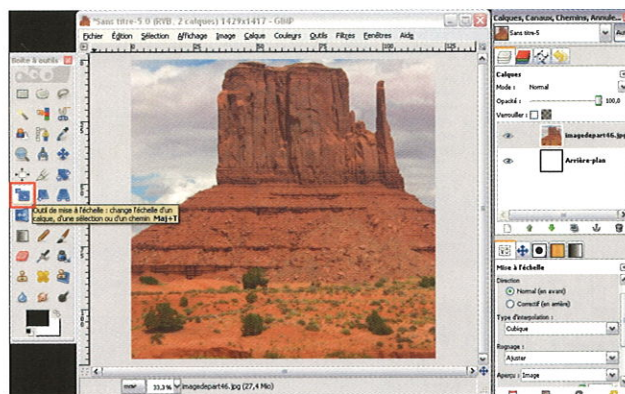 *Sans titre-5.0 (RVB, 2 calques) 1429x1417 – GIMP
Fichier Édition Sélection Affichage Image Calque Couleurs Outils Filtres Fenêtres Aide
Boîte à outils
Outil de mise à l'échelle : change l'échelle d'un
calque, d'une sélection ou d'un chemin Maj+T
33,3% imagedepart46.jpg (27,4 Mio)
Calques, Canaux, Chemins, Annule...
Sans titre-5
Calques
Mode : Normal
Opacité : 100,0
Verrouiller :
imagedepart46.jpg
Arrière-plan
Mise à l'échelle
Direction
Normal (en avant)
Correctif (en arrière)
Type d'interpolation :
Cubique
Rognage :
Ajuster
Aperçu : Image